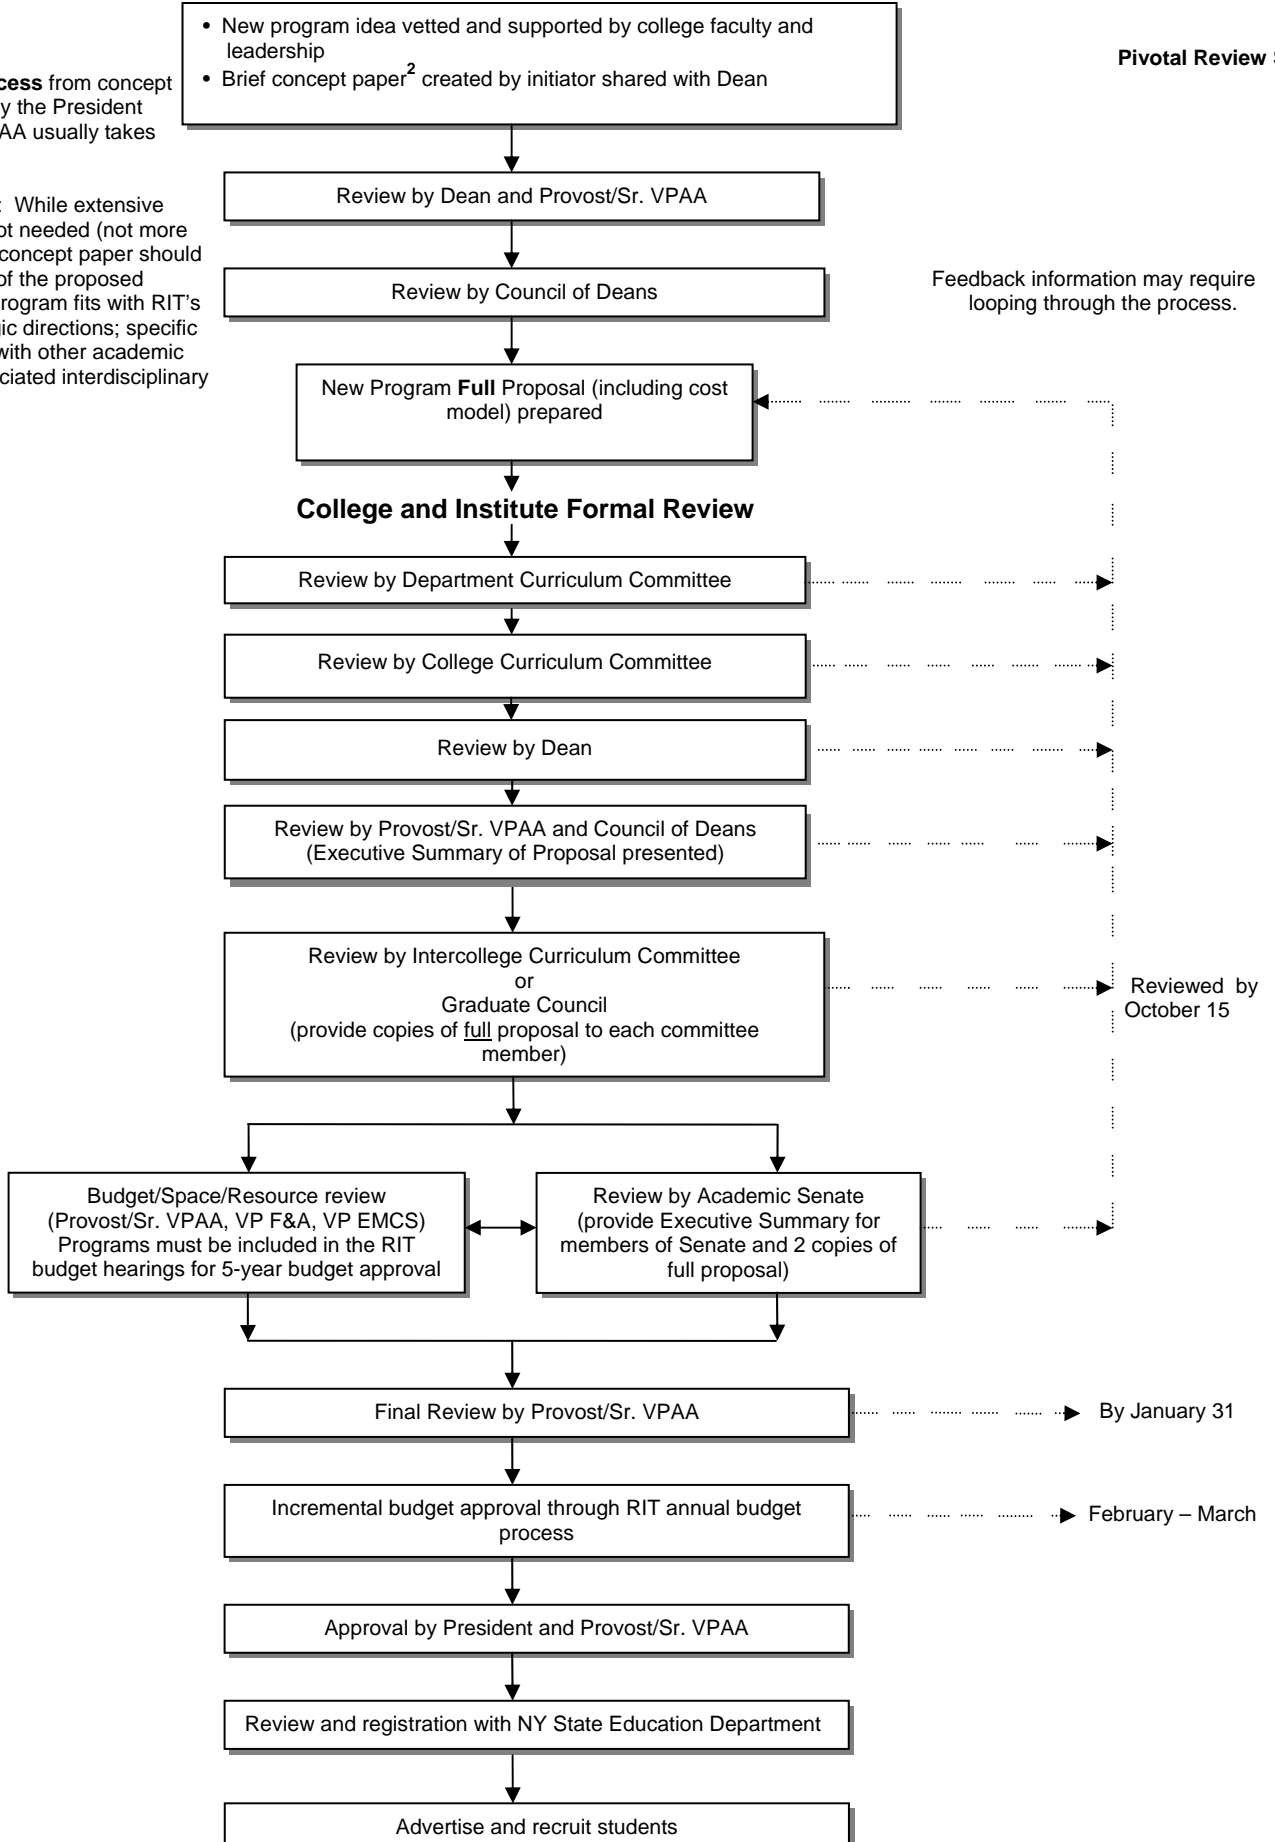 • New program idea vetted and supported by college faculty and
leadership
• Brief concept paper2 created by initiator shared with Dean
Pivotal Review
cess from concept
y the President
AA usually takes
: While extensive
ot needed (not more
concept paper should
of the proposed
rogram fits with RIT's
gic directions; specific
with other academic
ciated interdisciplinary
Review by Dean and Provost/Sr. VPAA
Review by Council of Deans
Feedback information may require
looping through the process.
New Program Full Proposal (including cost
model) prepared
College and Institute Formal Review
Review by Department Curriculum Committee
Review by College Curriculum Committee
Review by Dean
Review by Provost/Sr. VPAA and Council of Deans
(Executive Summary of Proposal presented)
Review by Intercollege Curriculum Committee
or
Graduate Council
(provide copies of full proposal to each committee
member)
Reviewed by
October 15
Budget/Space/Resource review
(Provost/Sr. VPAA, VP F&A, VP EMCS)
Programs must be included in the RIT
budget hearings for 5-year budget approval
Review by Academic Senate
(provide Executive Summary for
members of Senate and 2 copies of
full proposal)
Final Review by Provost/Sr. VPAA
By January 31
Incremental budget approval through RIT annual budget
process
February – March
Approval by President and Provost/Sr. VPAA
Review and registration with NY State Education Department
Advertise and recruit students